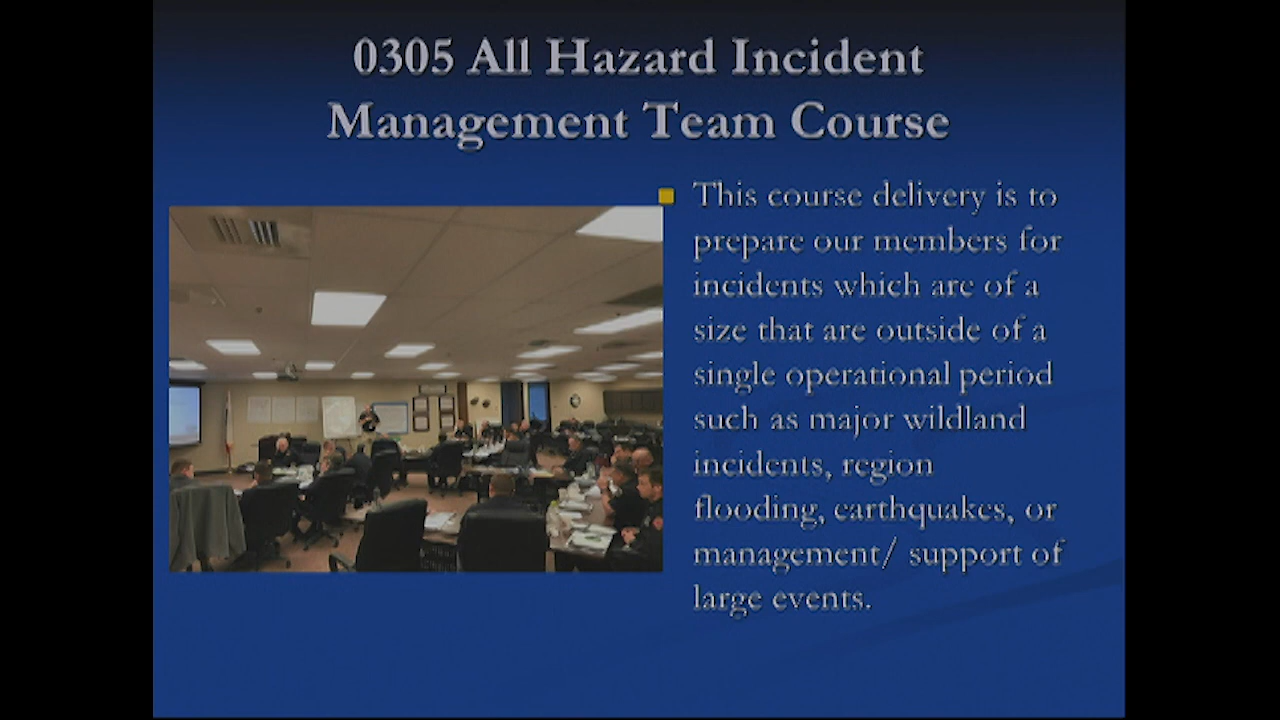 0305 All Hazard Incident
Management Team Course
This course delivery is to
prepare our members for
incidents which are of a
size that are outside of a
single operational period
such as major wildland
incidents, region
flooding, earthquakes, or
management/ support of
large events.